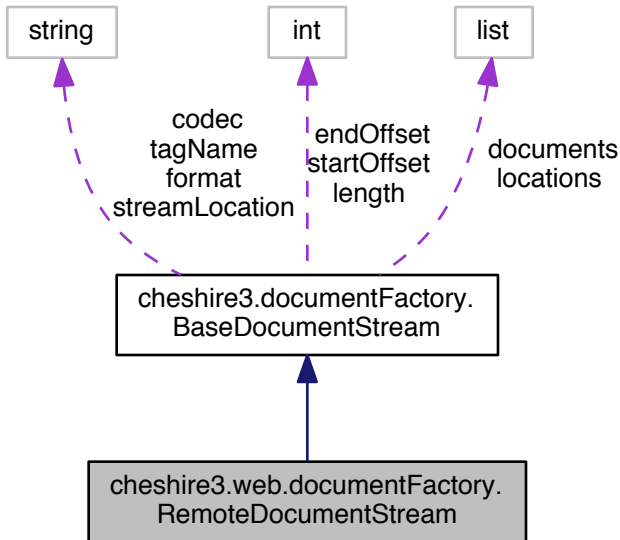 string
int
list
codec
tagName
format
streamLocation
endOffset
startOffset
length
documents
locations
cheshire3.documentFactory.
BaseDocumentStream
cheshire3.web.documentFactory.
RemoteDocumentStream